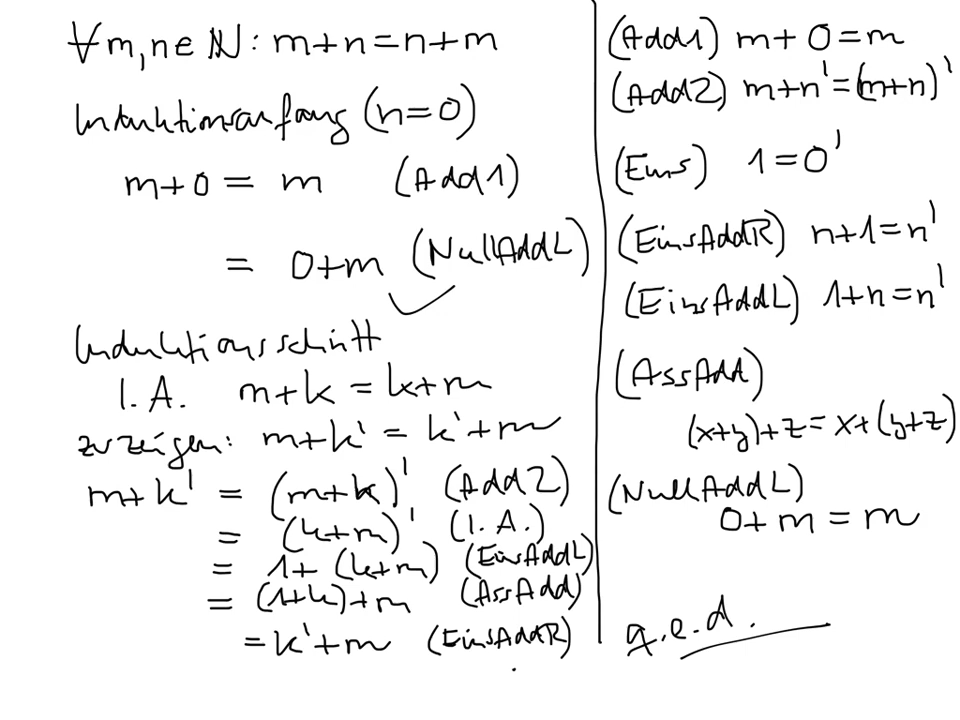 ∀m,n∈ℕ: m+n=n+m
Induktionsanfang (n=0)
m+0 = m (Add1)
= 0+m (NullAddL)
✓
Induktionsschritt
I.A. m+k = k+m
zu zeigen: m+k' = k'+m
m+k' = (m+k)' (Add2)
= (k+m)' (I.A.)
= 1+(k+m) (EinsAddL)
= (1+k)+m (AssAdd)
= k'+m (EinsAddR)
(Add1) m+0=m
(Add2) m+n'=(m+n)'
(Eins) 1=0'
(EinsAddR) n+1=n'
(EinsAddL) 1+n=n'
(AssAdd)
(x+y)+z=x+(y+z)
(NullAddL)
0+m=m
q.e.d.